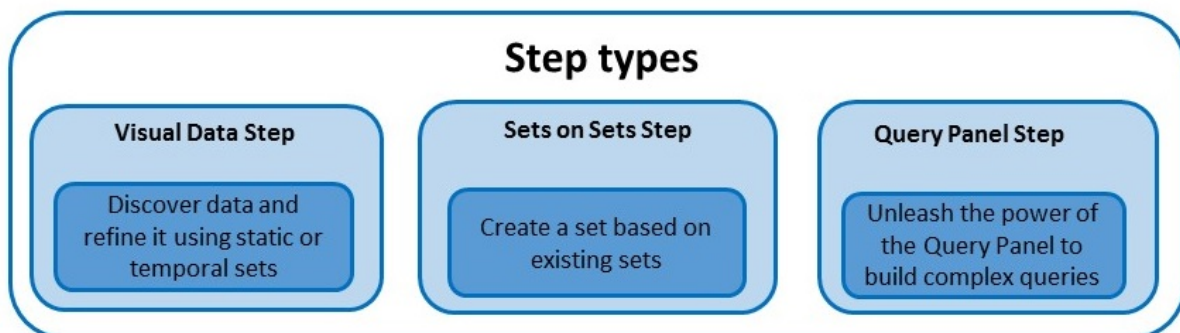 Step types
Visual Data Step
Discover data and
refine it using static or
temporal sets
Sets on Sets Step
Create a set based on
existing sets
Query Panel Step
Unleash the power of
the Query Panel to
build complex queries